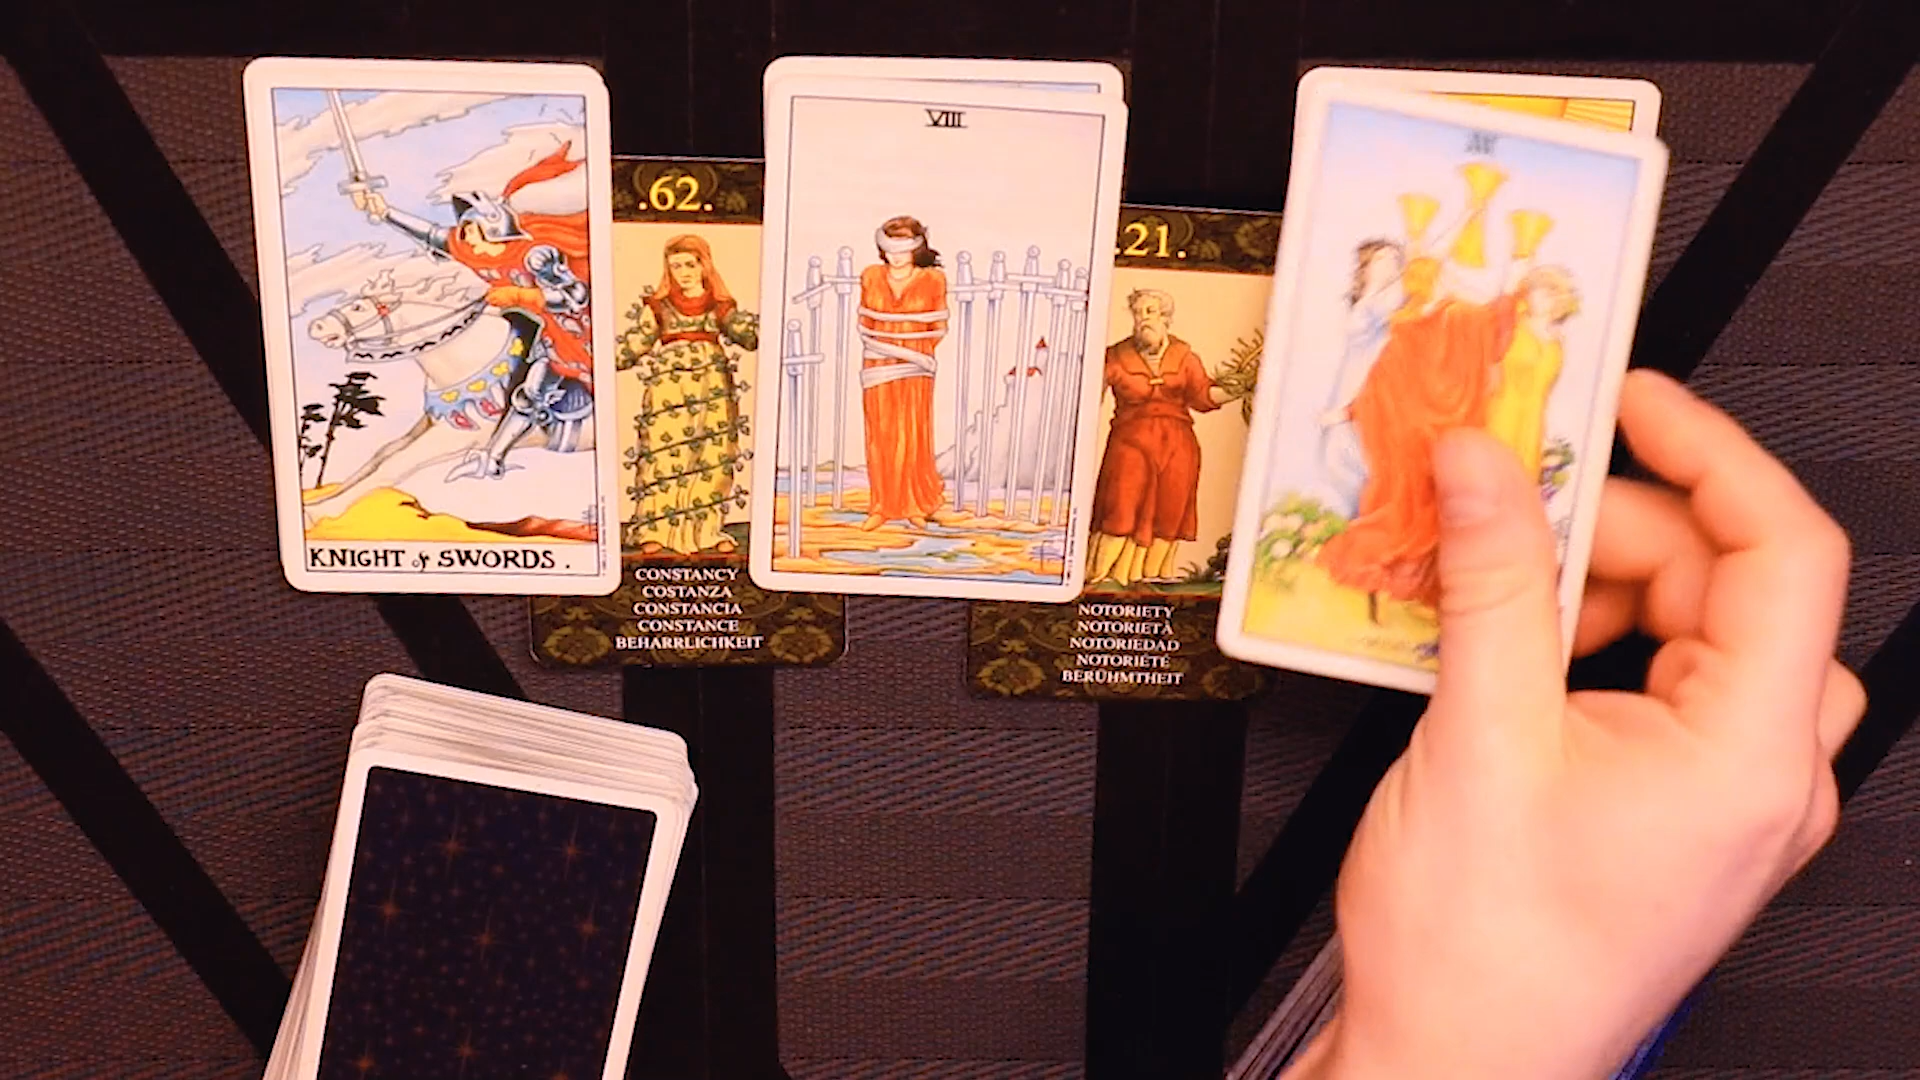 KNIGHT of SWORDS.
.62.
CONSTANCY
COSTANZA
CONSTANCIA
CONSTANCE
BEHARRLICHKEIT
VIII
.21.
NOTORIETY
NOTORIETÀ
NOTORIEDAD
NOTORIÉTÉ
BERÜHMTHEIT